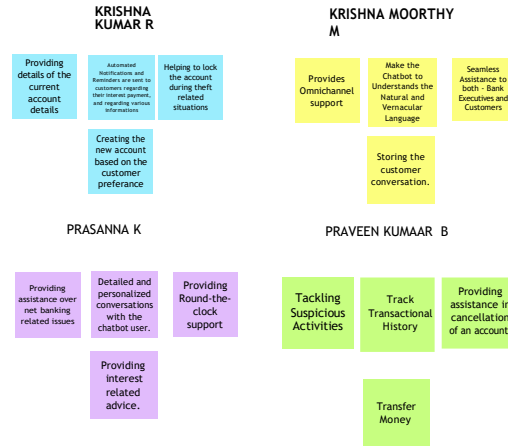 KRISHNA
KUMAR R
Providing
details of the
current
account
details
Automated
Notifications and
Reminders are sent to
customers regarding
their interest payment,
and regarding various
informations
Helping to lock
the account
during theft
related
situations
Creating the
new account
based on the
customer
preferance
KRISHNA MOORTHY
M
Provides
Omnichannel
support
Make the
Chatbot to
Understands the
Natural and
Vernacular
Language
Seamless
Assistance to
both - Bank
Executives and
Customers
Storing the
customer
conversation.
PRASANNA K
Providing
assistance over
net banking
related issues
Detailed and
personalized
conversations
with the
chatbot user.
Providing
Round-the-
clock
support
Providing
interest
related
advice.
PRAVEEN KUMAAR B
Tackling
Suspicious
Activities
Track
Transactional
History
Providing
assistance in
cancellation
of an account
Transfer
Money